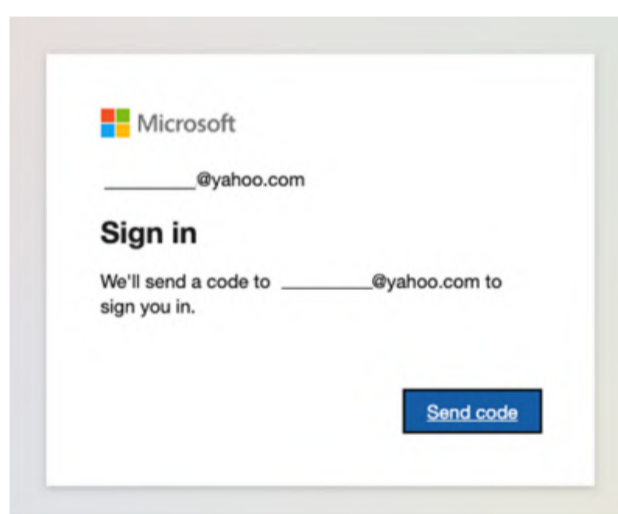 Microsoft
_________@yahoo.com
Sign in
We'll send a code to _________@yahoo.com to
sign you in.
Send code